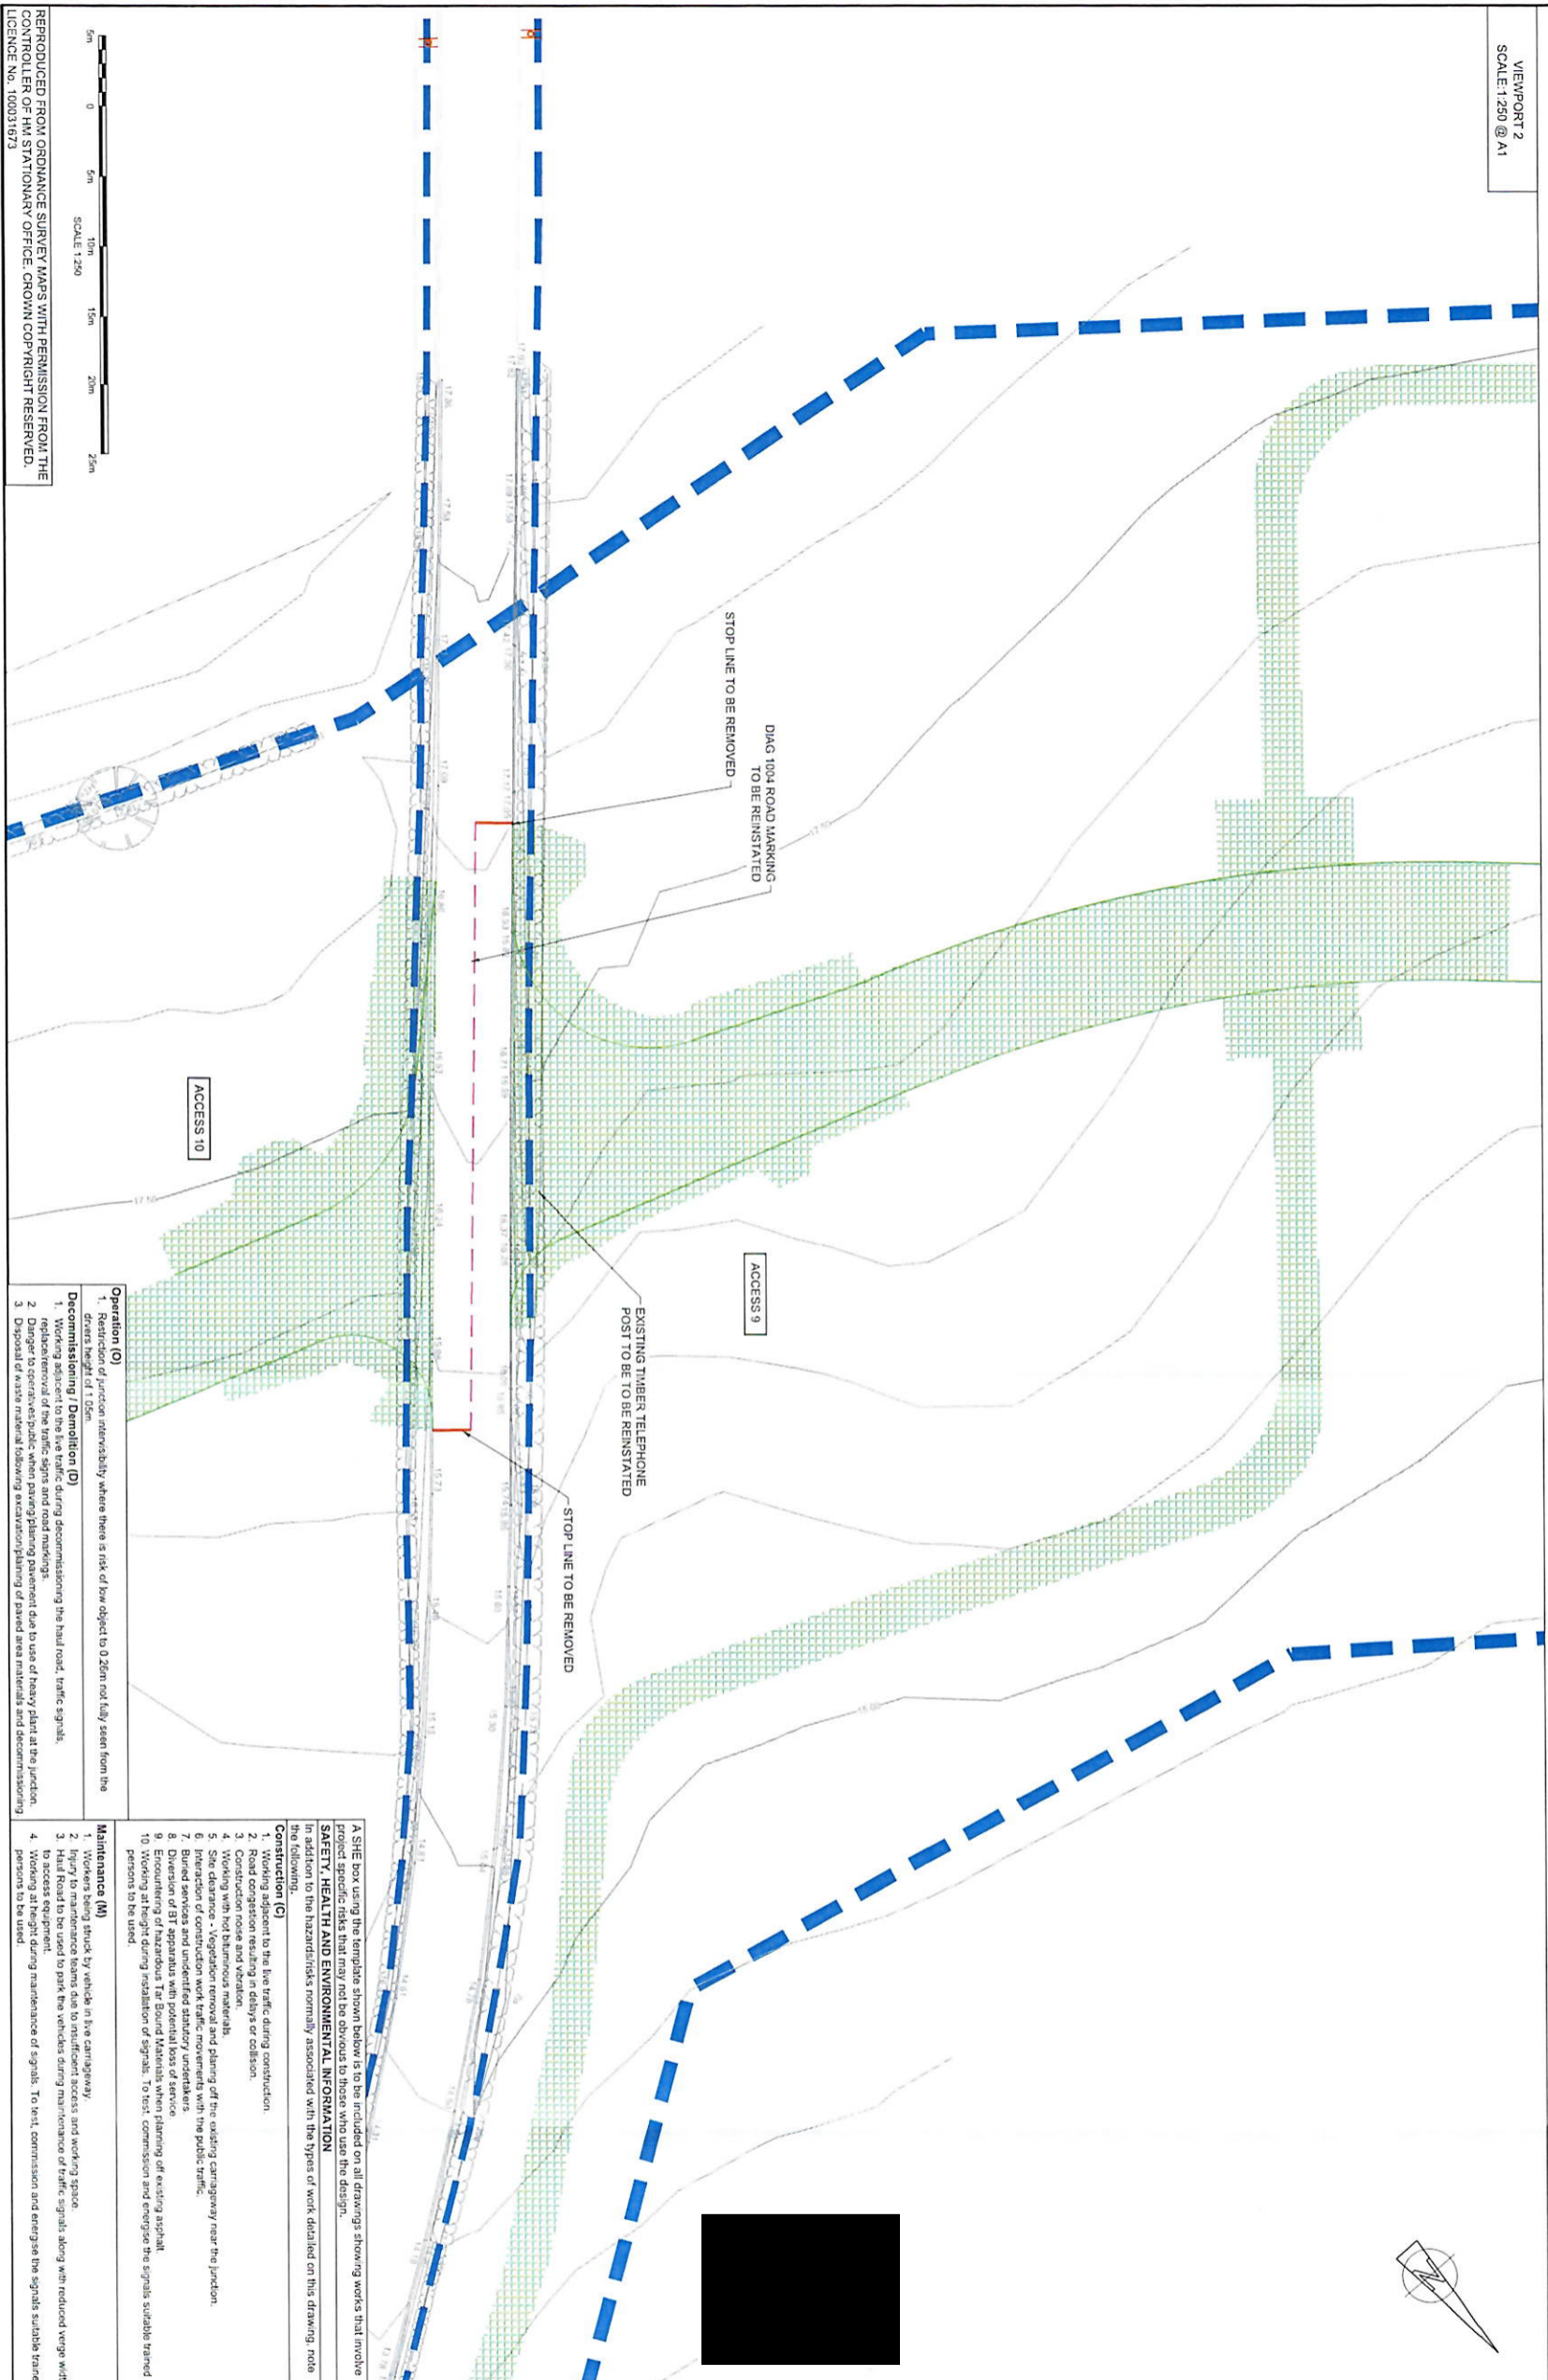 VIEWPORT 2
SCALE:1:250 @ A1
STOP LINE TO BE REMOVED
DIAG 1004 ROAD MARKING
TO BE REINSTATED
17.50
ACCESS 9
EXISTING TIMBER TELEPHONE
POST TO BE TO BE REINSTATED
STOP LINE TO BE REMOVED
15.00
ACCESS 10
17.50
5m 0 5m 10m 15m 20m 25m
SCALE 1:250
REPRODUCED FROM ORDNANCE SURVEY MAPS WITH PERMISSION FROM THE
CONTROLLER OF HM STATIONARY OFFICE. CROWN COPYRIGHT RESERVED.
LICENCE No. 100031673
Operation (O)
1. Restriction of junction intervisibility where there is risk of low object to 0.26m not fully seen from the
drivers height of 1.05m.
Decommissioning / Demolition (D)
1. Working adjacent to the live traffic during decommissioning the haul road, traffic signals,
replace/removal of the traffic signs and road markings.
2. Danger to operatives/public when paving/plaining pavement due to use of heavy plant at the junction.
3. Disposal of waste material following excavation/plaining of paved area materials and decommissioning
A SHE box using the template shown below is to be included on all drawings showing works that involve
project specific risks that may not be obvious to those who use the design.
SAFETY, HEALTH AND ENVIRONMENTAL INFORMATION
In addition to the hazards/risks normally associated with the types of work detailed on this drawing, note
the following.
Construction (C)
1. Working adjacent to the live traffic during construction.
2. Road congestion resulting in delays or collision.
3. Construction noise and vibration.
4. Working with hot bituminous materials.
5. Site clearance - Vegetation removal and planing off the existing carriageway near the junction.
6. Interaction of construction work traffic movements with the public traffic.
7. Buried services and unidentified statutory undertakers.
8. Diversion of BT apparatus with potential loss of service.
9. Encountering of hazardous Tar Bound Materials when planning off existing asphalt.
10. Working at height during installation of signals. To test, commission and energise the signals suitable trained
persons to be used.
Maintenance (M)
1. Workers being struck by vehicle in live carriageway.
2. Injury to maintenance teams due to insufficient access and working space.
3. Haul Road to be used to park the vehicles during maintenance of traffic signals along with reduced verge widt
to access equipment.
4. Working at height during maintenance of signals. To test, commission and energise the signals suitable traine
persons to be used.
N